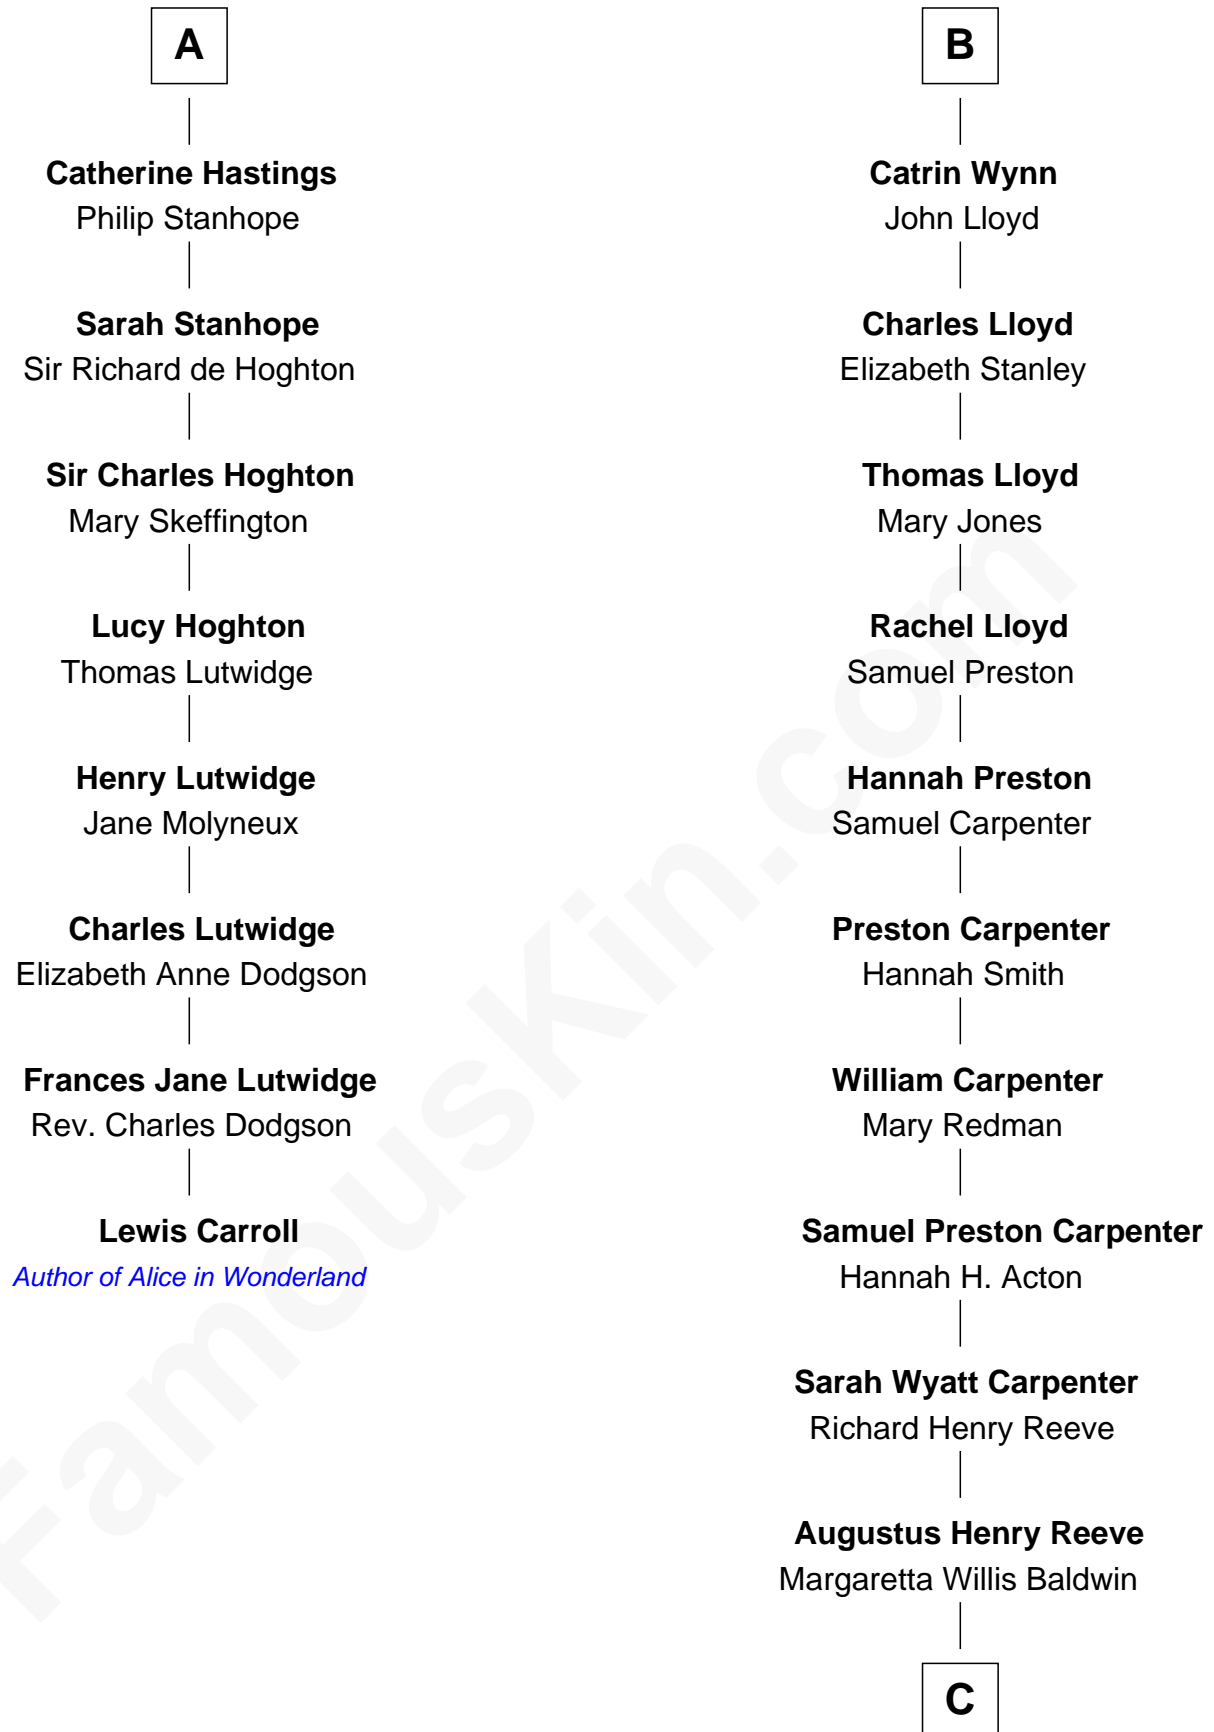 A
Catherine Hastings
Philip Stanhope
Sarah Stanhope
Sir Richard de Hoghton
Sir Charles Hoghton
Mary Skeffington
Lucy Hoghton
Thomas Lutwidge
Henry Lutwidge
Jane Molyneux
Charles Lutwidge
Elizabeth Anne Dodgson
Frances Jane Lutwidge
Rev. Charles Dodgson
Lewis Carroll
Author of Alice in Wonderland
B
Catrin Wynn
John Lloyd
Charles Lloyd
Elizabeth Stanley
Thomas Lloyd
Mary Jones
Rachel Lloyd
Samuel Preston
Hannah Preston
Samuel Carpenter
Preston Carpenter
Hannah Smith
William Carpenter
Mary Redman
Samuel Preston Carpenter
Hannah H. Acton
Sarah Wyatt Carpenter
Richard Henry Reeve
Augustus Henry Reeve
Margaretta Willis Baldwin
C
FamousKin.com